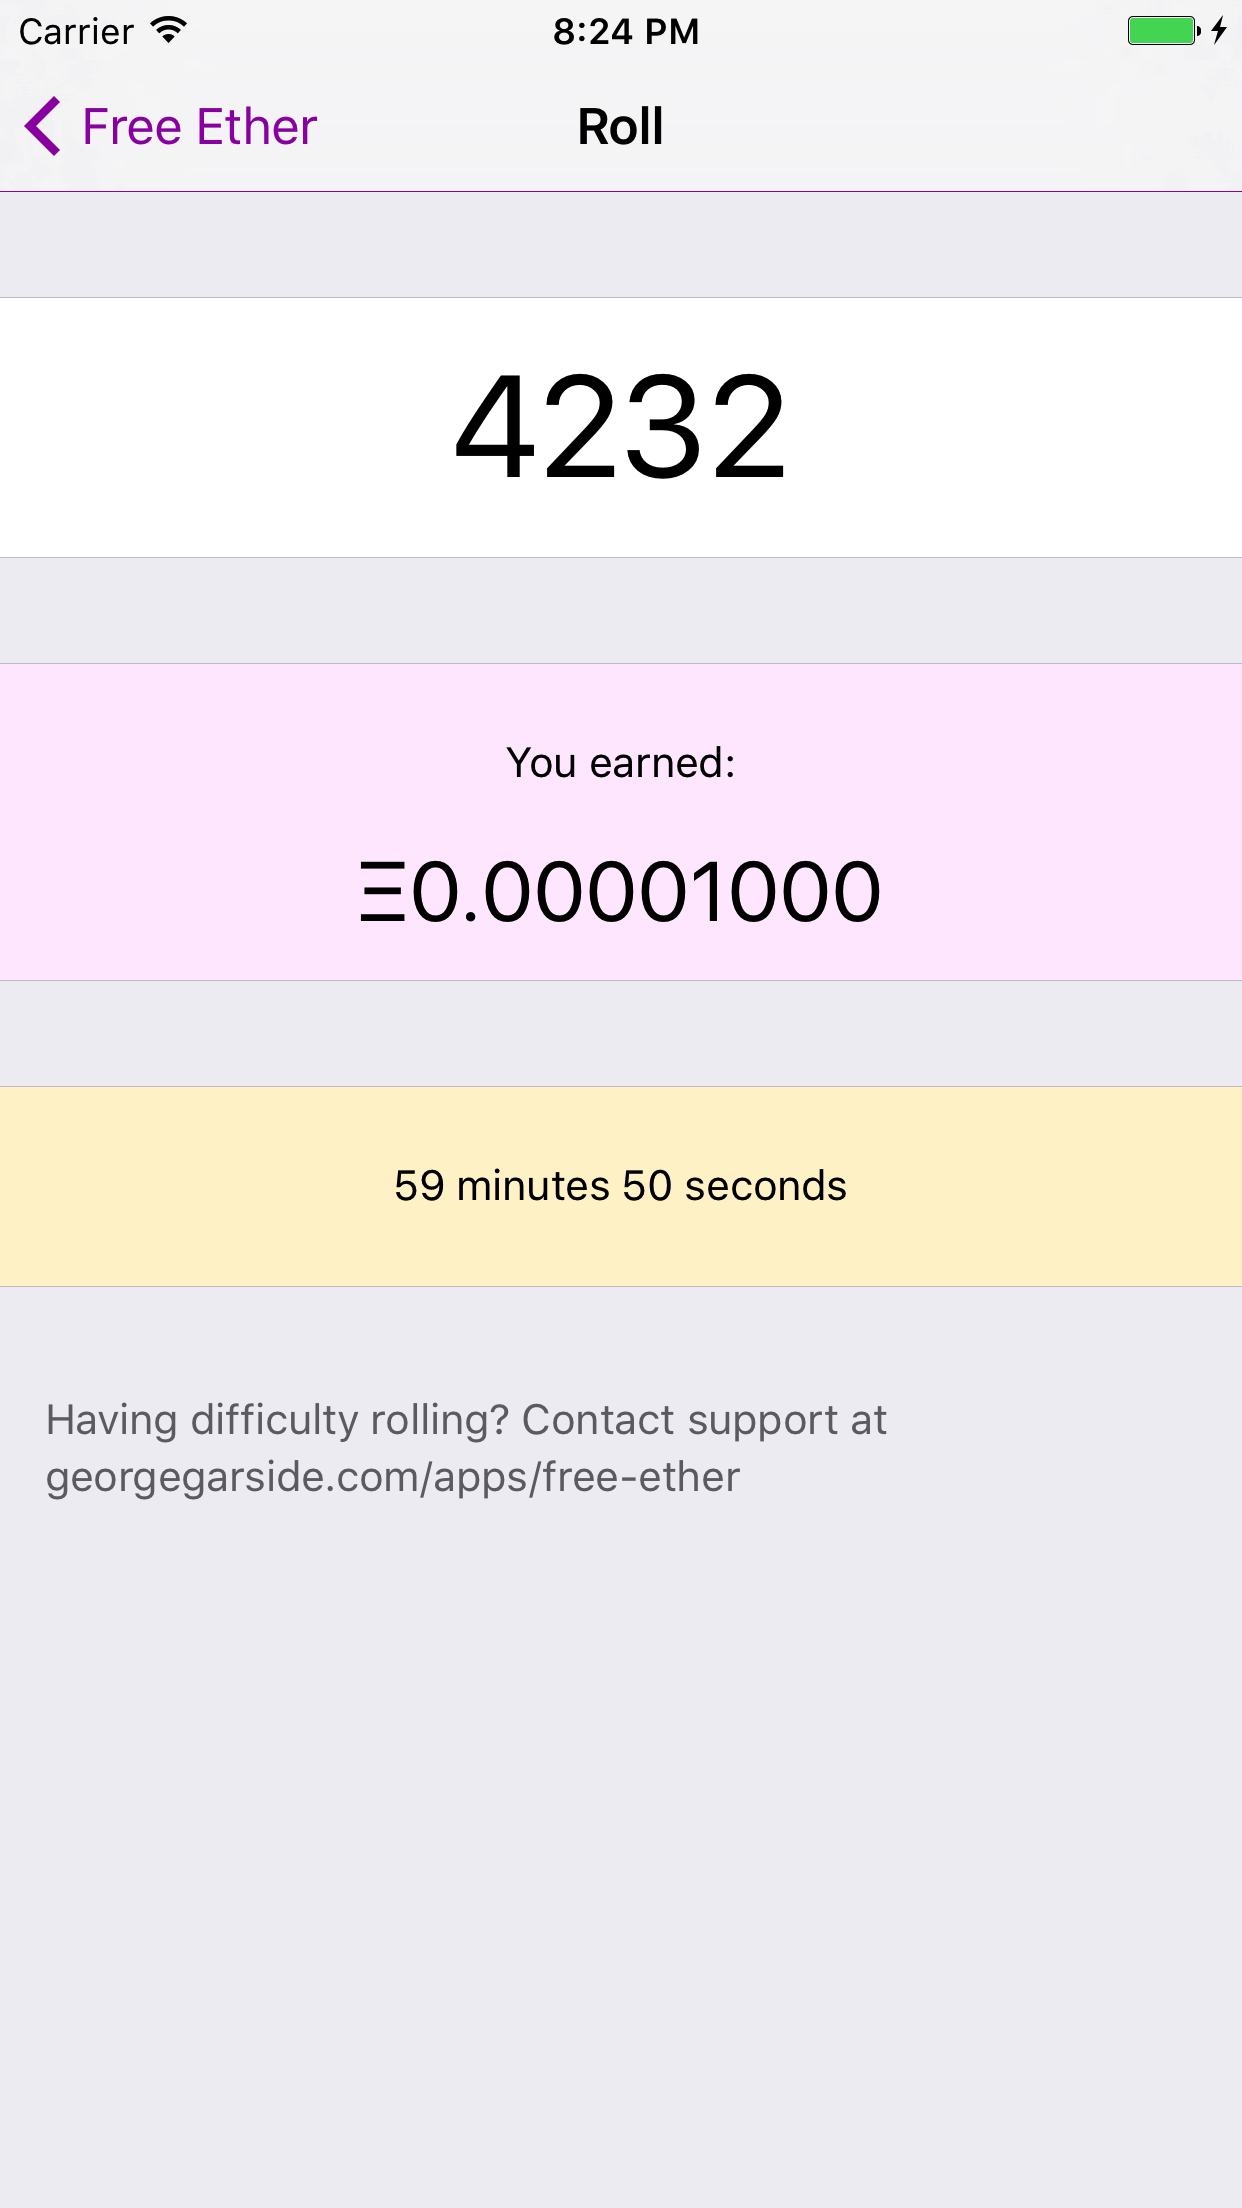 Carrier 8:24 PM
Free Ether Roll
4232
You earned:
Ξ0.00001000
59 minutes 50 seconds
Having difficulty rolling? Contact support at
georgegarside.com/apps/free-ether